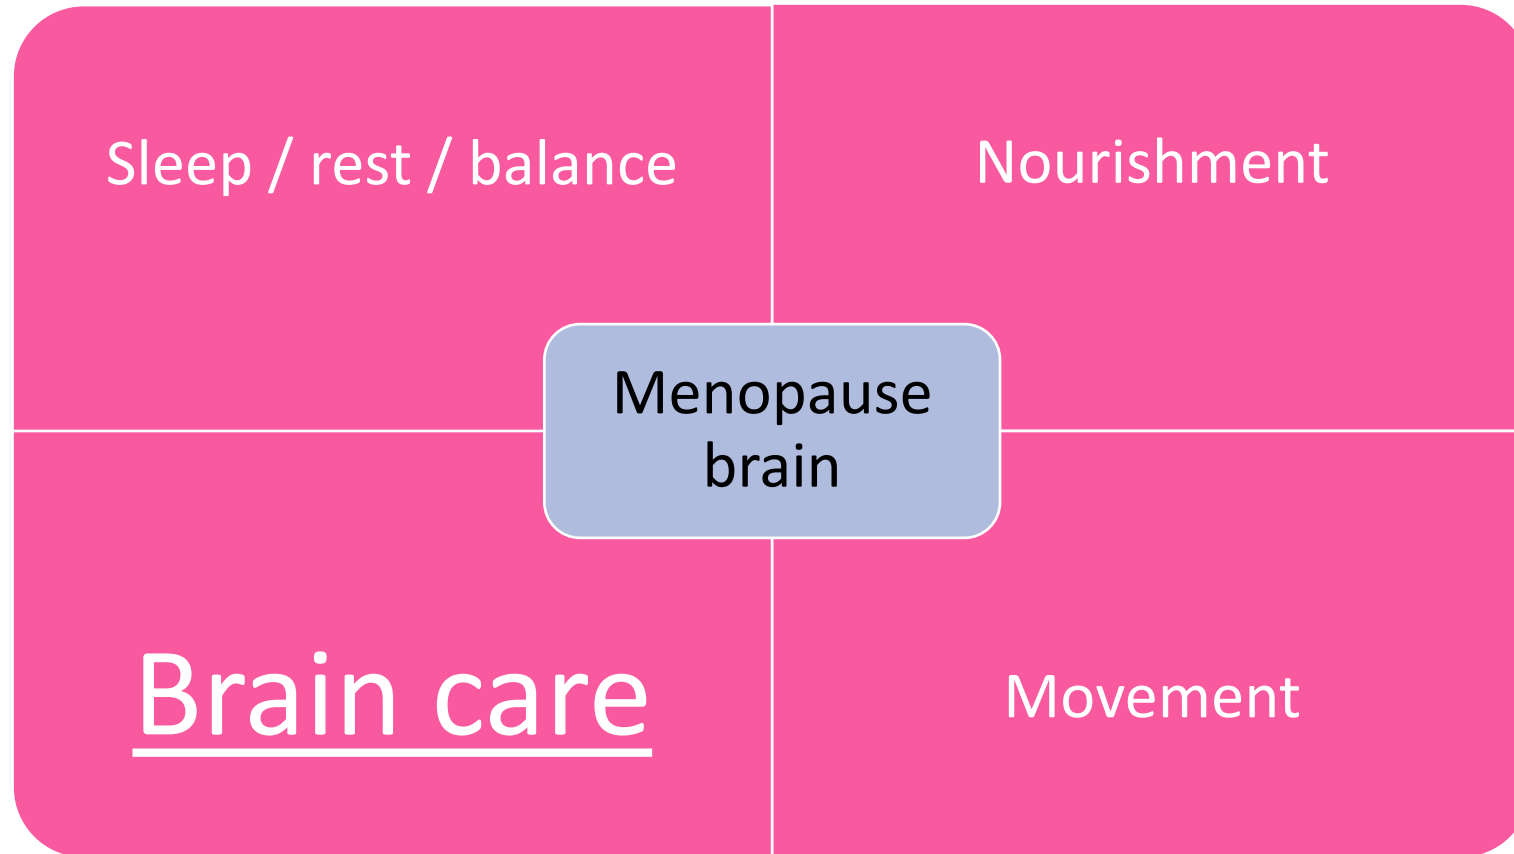 Sleep / rest / balance
Nourishment
Menopause
brain
Brain care
Movement